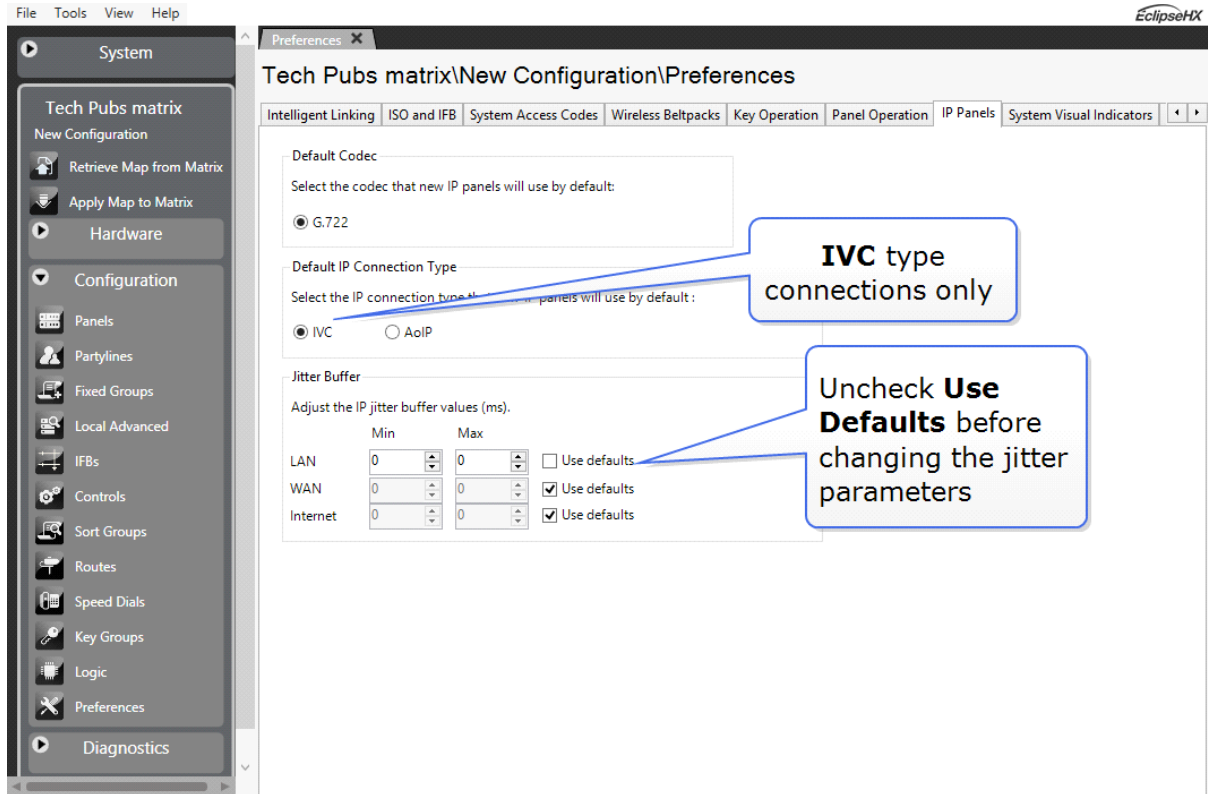 File Tools View Help
EclipseHX
System
Tech Pubs matrix
New Configuration
Retrieve Map from Matrix
Apply Map to Matrix
Hardware
Configuration
Panels
Partylines
Fixed Groups
Local Advanced
IFBs
Controls
Sort Groups
Routes
Speed Dials
Key Groups
Logic
Preferences
Diagnostics
Preferences
Tech Pubs matrix\New Configuration\Preferences
Intelligent Linking ISO and IFB System Access Codes Wireless Beltpacks Key Operation Panel Operation IP Panels System Visual Indicators
Default Codec
Select the codec that new IP panels will use by default:
G.722
Default IP Connection Type
Select the IP connection type IP panels will use by default :
IVC AoIP
IVC type
connections only
Jitter Buffer
Adjust the IP jitter buffer values (ms).
Min Max
LAN 0 0 Use defaults
WAN 0 0 Use defaults
Internet 0 0 Use defaults
Uncheck Use
Defaults before
changing the jitter
parameters